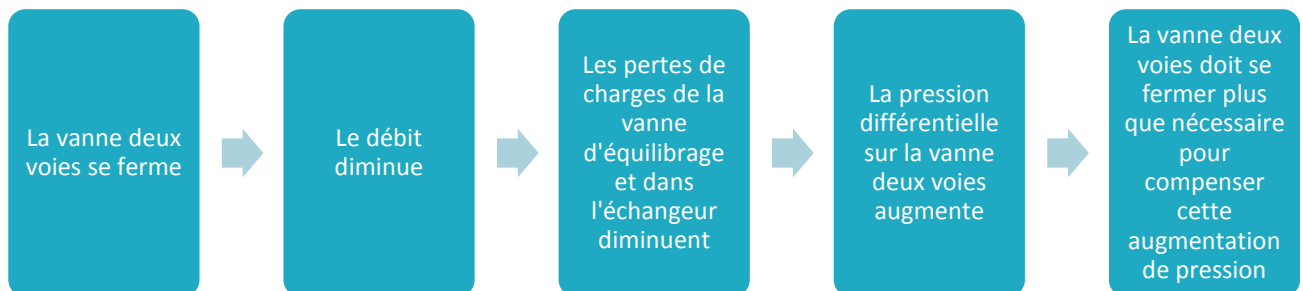 La vanne deux
voies se ferme
Le débit
diminue
Les pertes de
charges de la
vanne
d'équilibrage
et dans
l'échangeur
diminuent
La pression
différentielle
sur la vanne
deux voies
augmente
La vanne deux
voies doit se
fermer plus
que nécessaire
pour
compenser
cette
augmentation
de pression